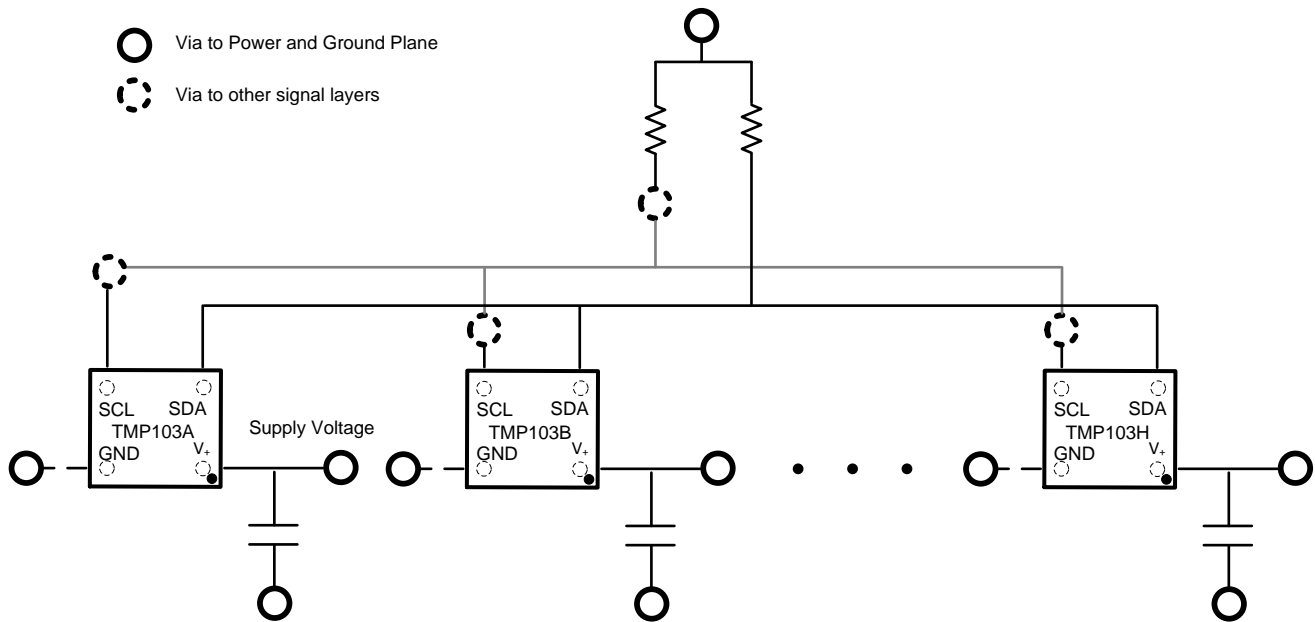 Via to Power and Ground Plane
Via to other signal layers
SCL SDA
TMP103A
GND V+
Supply Voltage
SCL SDA
TMP103B
GND V+
SCL SDA
TMP103H
GND V+